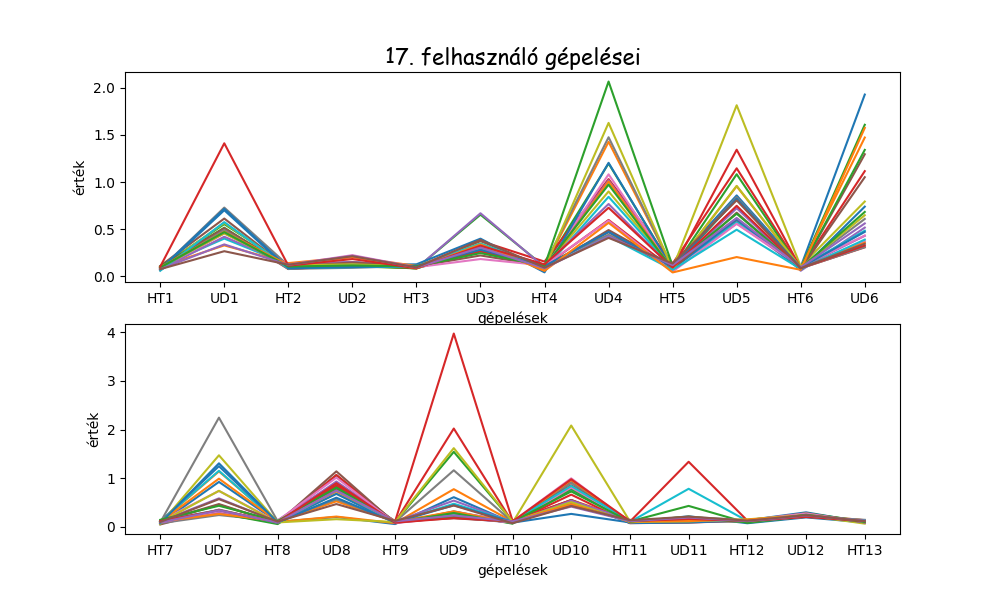 17. felhasználó gépelései
érték
2.0
1.5
1.0
0.5
0.0
HT1 UD1 HT2 UD2 HT3 UD3 HT4 UD4 HT5 UD5 HT6 UD6
gépelések
érték
4
3
2
1
0
HT7 UD7 HT8 UD8 HT9 UD9 HT10 UD10 HT11 UD11 HT12 UD12 HT13
gépelések